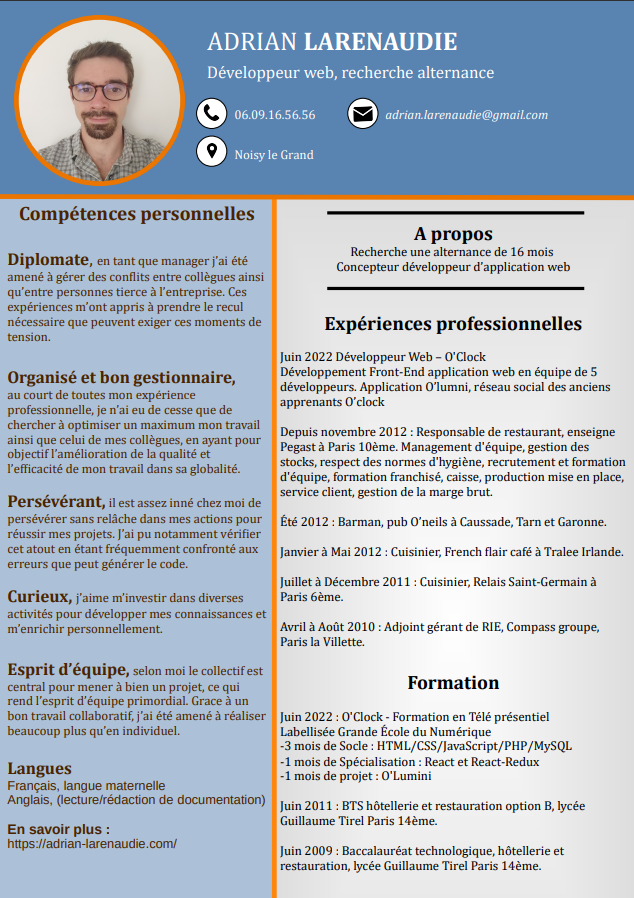 ADRIAN LARENAUDIE
Développeur web, recherche alternance
06.09.16.56.56
adrian.larenaudie@gmail.com
Noisy le Grand
Compétences personnelles
Diplomate, en tant que manager j'ai été
amené à gérer des conflits entre collègues ainsi
qu'entre personnes tierce à l'entreprise. Ces
expériences m'ont appris à prendre le recul
nécessaire que peuvent exiger ces moments de
tension.
Organisé et bon gestionnaire,
au court de toutes mon expérience
professionnelle, je n'ai eu de cesse que de
chercher à optimiser un maximum mon travail
ainsi que celui de mes collègues, en ayant pour
objectif l'amélioration de la qualité et
l'efficacité de mon travail dans sa globalité.
Persévérant, il est assez inné chez moi de
persévérer sans relâche dans mes actions pour
réussir mes projets. J'ai pu notamment vérifier
cet atout en étant fréquemment confronté aux
erreurs que peut générer le code.
Curieux, j'aime m'investir dans diverses
activités pour développer mes connaissances et
m'enrichir personnellement.
Esprit d'équipe, selon moi le collectif est
central pour mener à bien un projet, ce qui
rend l'esprit d'équipe primordial. Grace à un
bon travail collaboratif, j'ai été amené à réaliser
beaucoup plus qu'en individuel.
Langues
Français, langue maternelle
Anglais, (lecture/rédaction de documentation)
En savoir plus :
https://adrian-larenaudie.com/
A propos
Recherche une alternance de 16 mois
Concepteur développeur d'application web
Expériences professionnelles
Juin 2022 Développeur Web – O'Clock
Développement Front-End application web en équipe de 5
développeurs. Application O'lumni, réseau social des anciens
apprenants O'clock
Depuis novembre 2012 : Responsable de restaurant, enseigne
Pegast à Paris 10ème. Management d'équipe, gestion des
stocks, respect des normes d'hygiène, recrutement et formation
d'équipe, formation franchisé, caisse, production mise en place,
service client, gestion de la marge brut.
Été 2012 : Barman, pub O'neils à Caussade, Tarn et Garonne.
Janvier à Mai 2012 : Cuisinier, French flair café à Tralee Irlande.
Juillet à Décembre 2011 : Cuisinier, Relais Saint-Germain à
Paris 6ème.
Avril à Août 2010 : Adjoint gérant de RIE, Compass groupe,
Paris la Villette.
Formation
Juin 2022 : O'Clock - Formation en Télé présentiel
Labellisée Grande École du Numérique
-3 mois de Socle : HTML/CSS/JavaScript/PHP/MySQL
-1 mois de Spécialisation : React et React-Redux
-1 mois de projet : O'Lumini
Juin 2011 : BTS hôtellerie et restauration option B, lycée
Guillaume Tirel Paris 14ème.
Juin 2009 : Baccalauréat technologique, hôtellerie et
restauration, lycée Guillaume Tirel Paris 14ème.